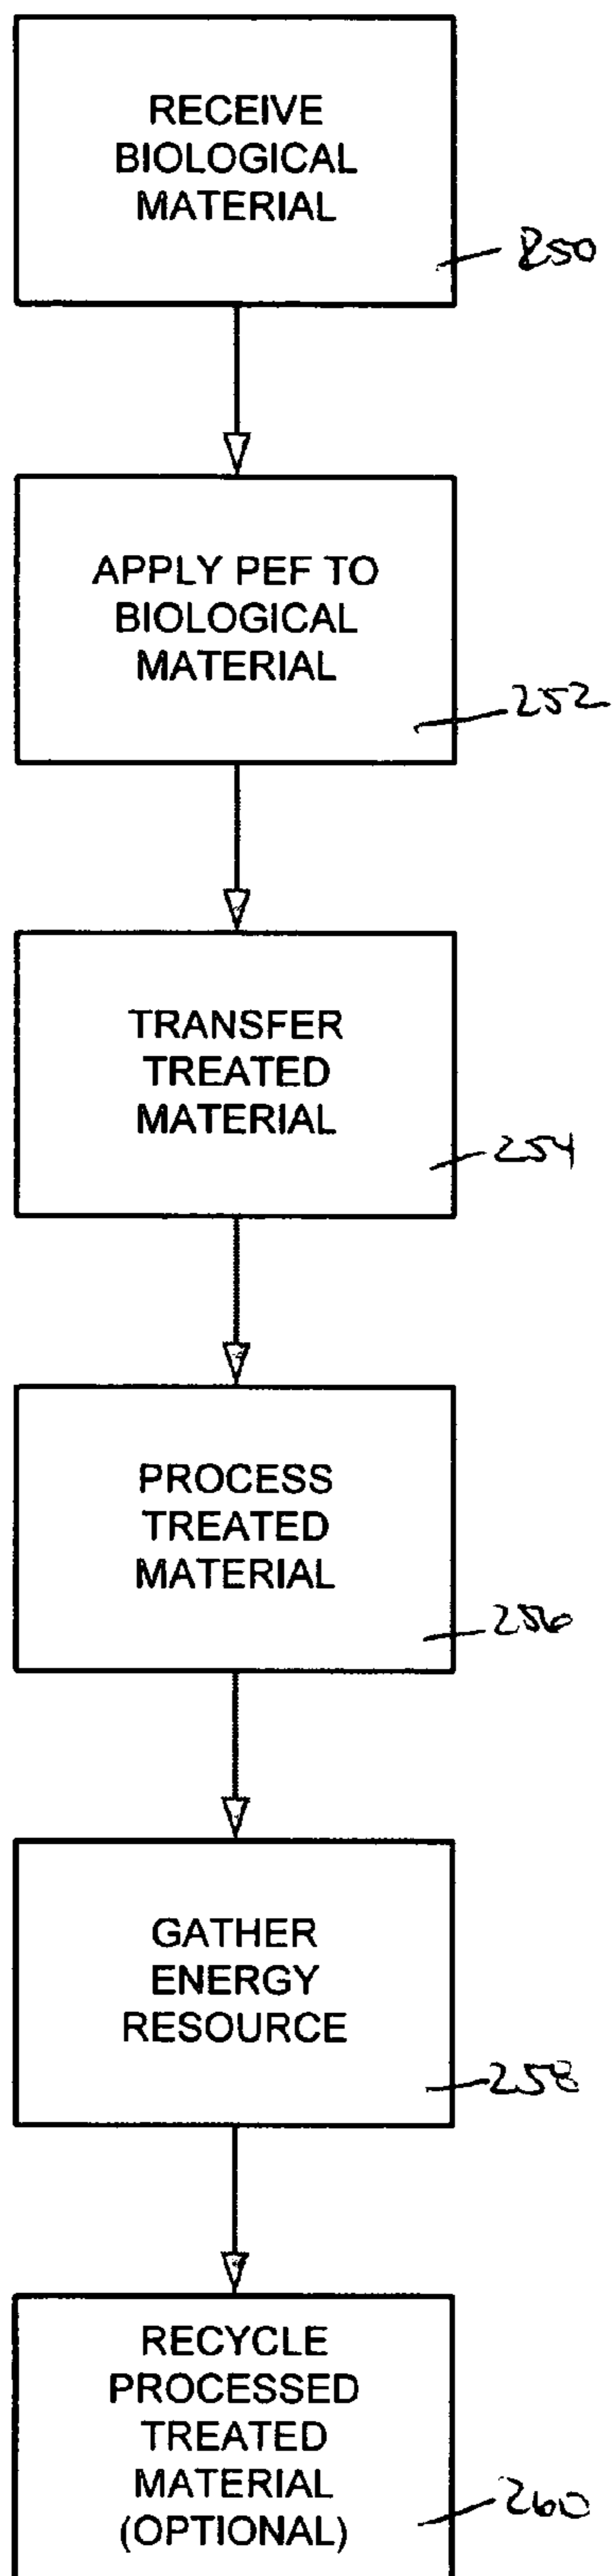 RECEIVE
BIOLOGICAL
MATERIAL
250
APPLY PEF TO
BIOLOGICAL
MATERIAL
252
TRANSFER
TREATED
MATERIAL
254
PROCESS
TREATED
MATERIAL
256
GATHER
ENERGY
RESOURCE
258
RECYCLE
PROCESSED
TREATED
MATERIAL
(OPTIONAL)
260